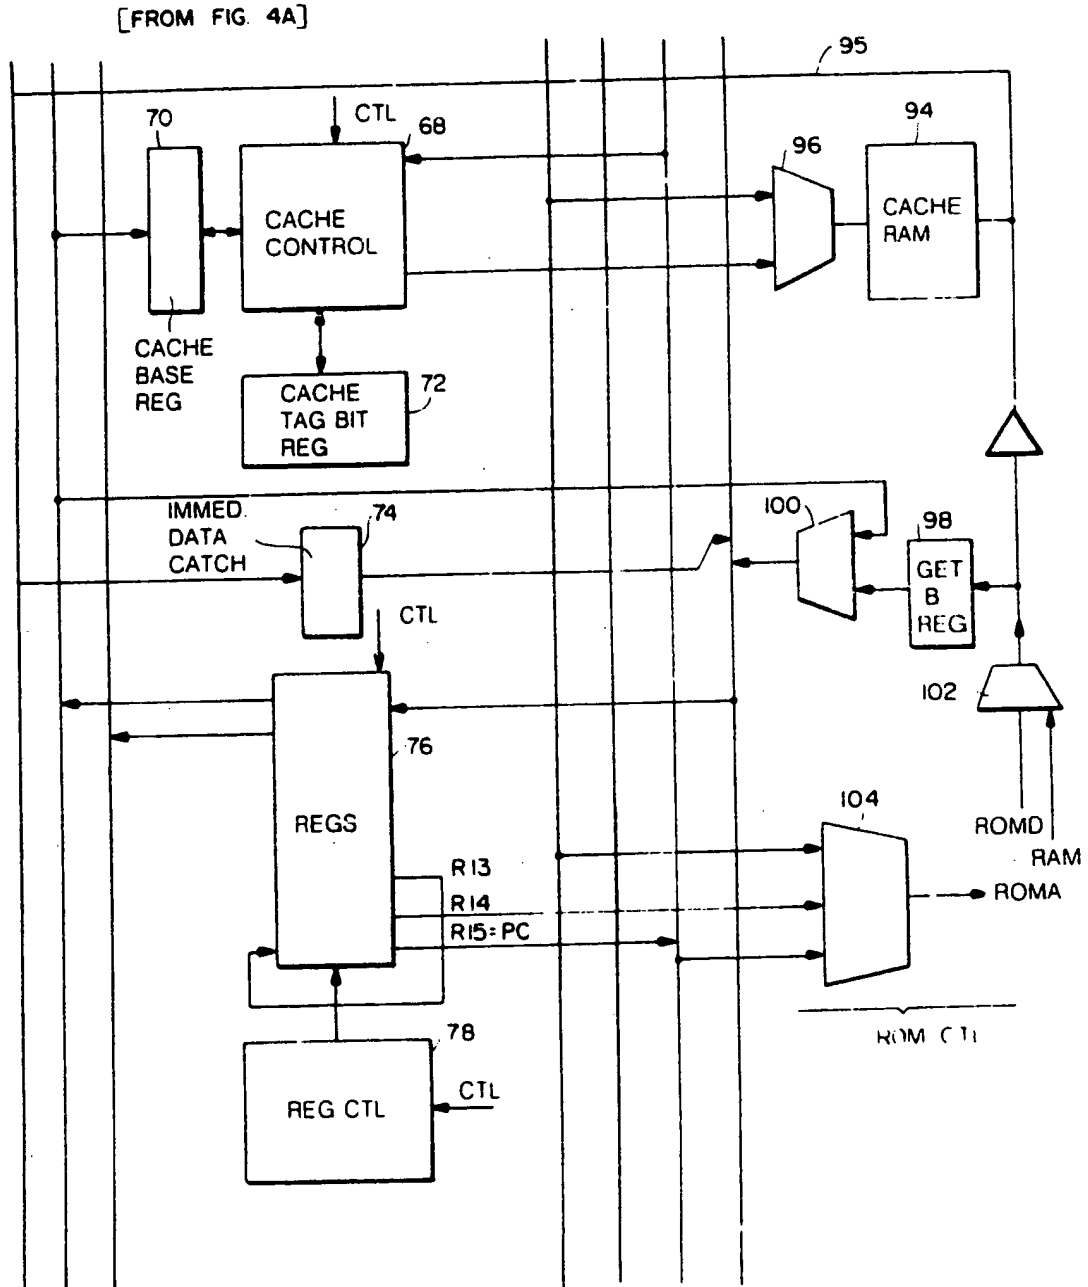 [FROM FIG. 4A]
95
70
CTL
68
96
94
CACHE
CONTROL
CACHE
RAM
CACHE
BASE
REG
72
CACHE
TAG BIT
REG
IMMED.
DATA
CATCH
74
100
98
GET
B
REG
CTL
102
76
REGS
104
ROMD
RAM
R13
R14
ROMA
R15=PC
ROM CTL
78
REG CTL
CTL